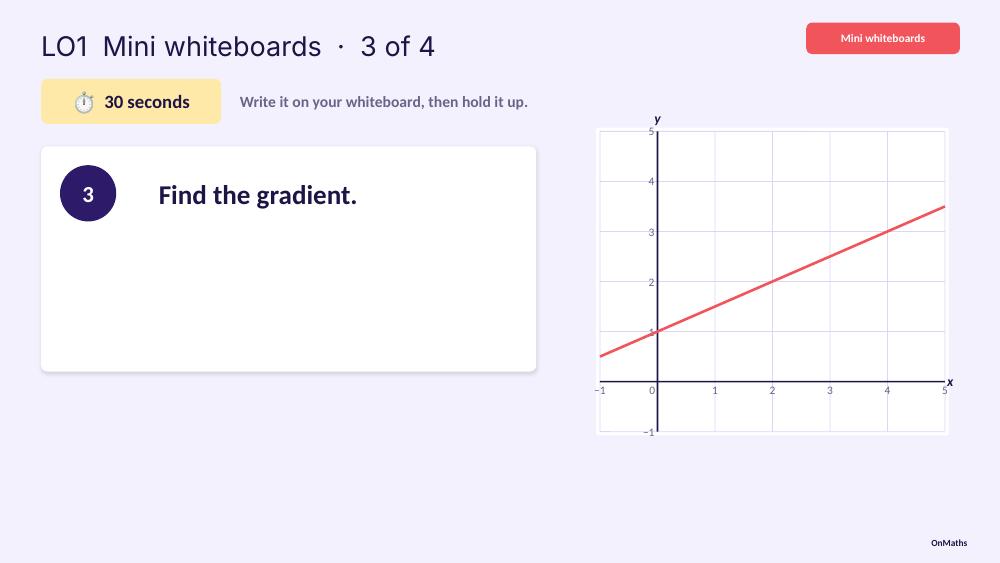 LO1 Mini whiteboards · 3 of 4
Mini whiteboards
⏱️ 30 seconds
Write it on your whiteboard, then hold it up.
3
Find the gradient.
y
5
4
3
2
1
−1 0 1 2 3 4 5
x
−1
OnMaths